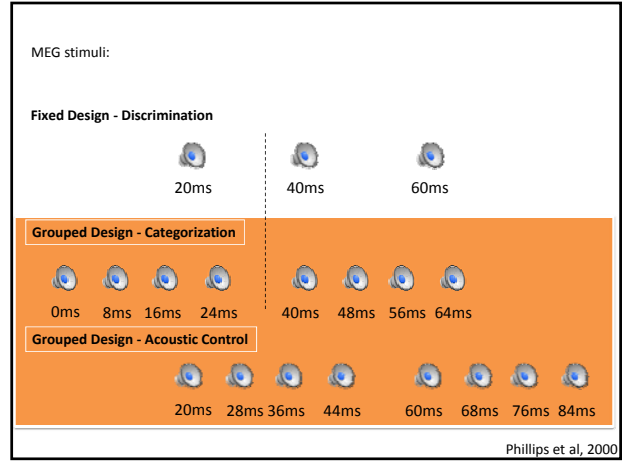 MEG stimuli:
Fixed Design - Discrimination
20ms 40ms 60ms
Grouped Design - Categorization
0ms 8ms 16ms 24ms 40ms 48ms 56ms 64ms
Grouped Design - Acoustic Control
20ms 28ms 36ms 44ms 60ms 68ms 76ms 84ms
Phillips et al, 2000